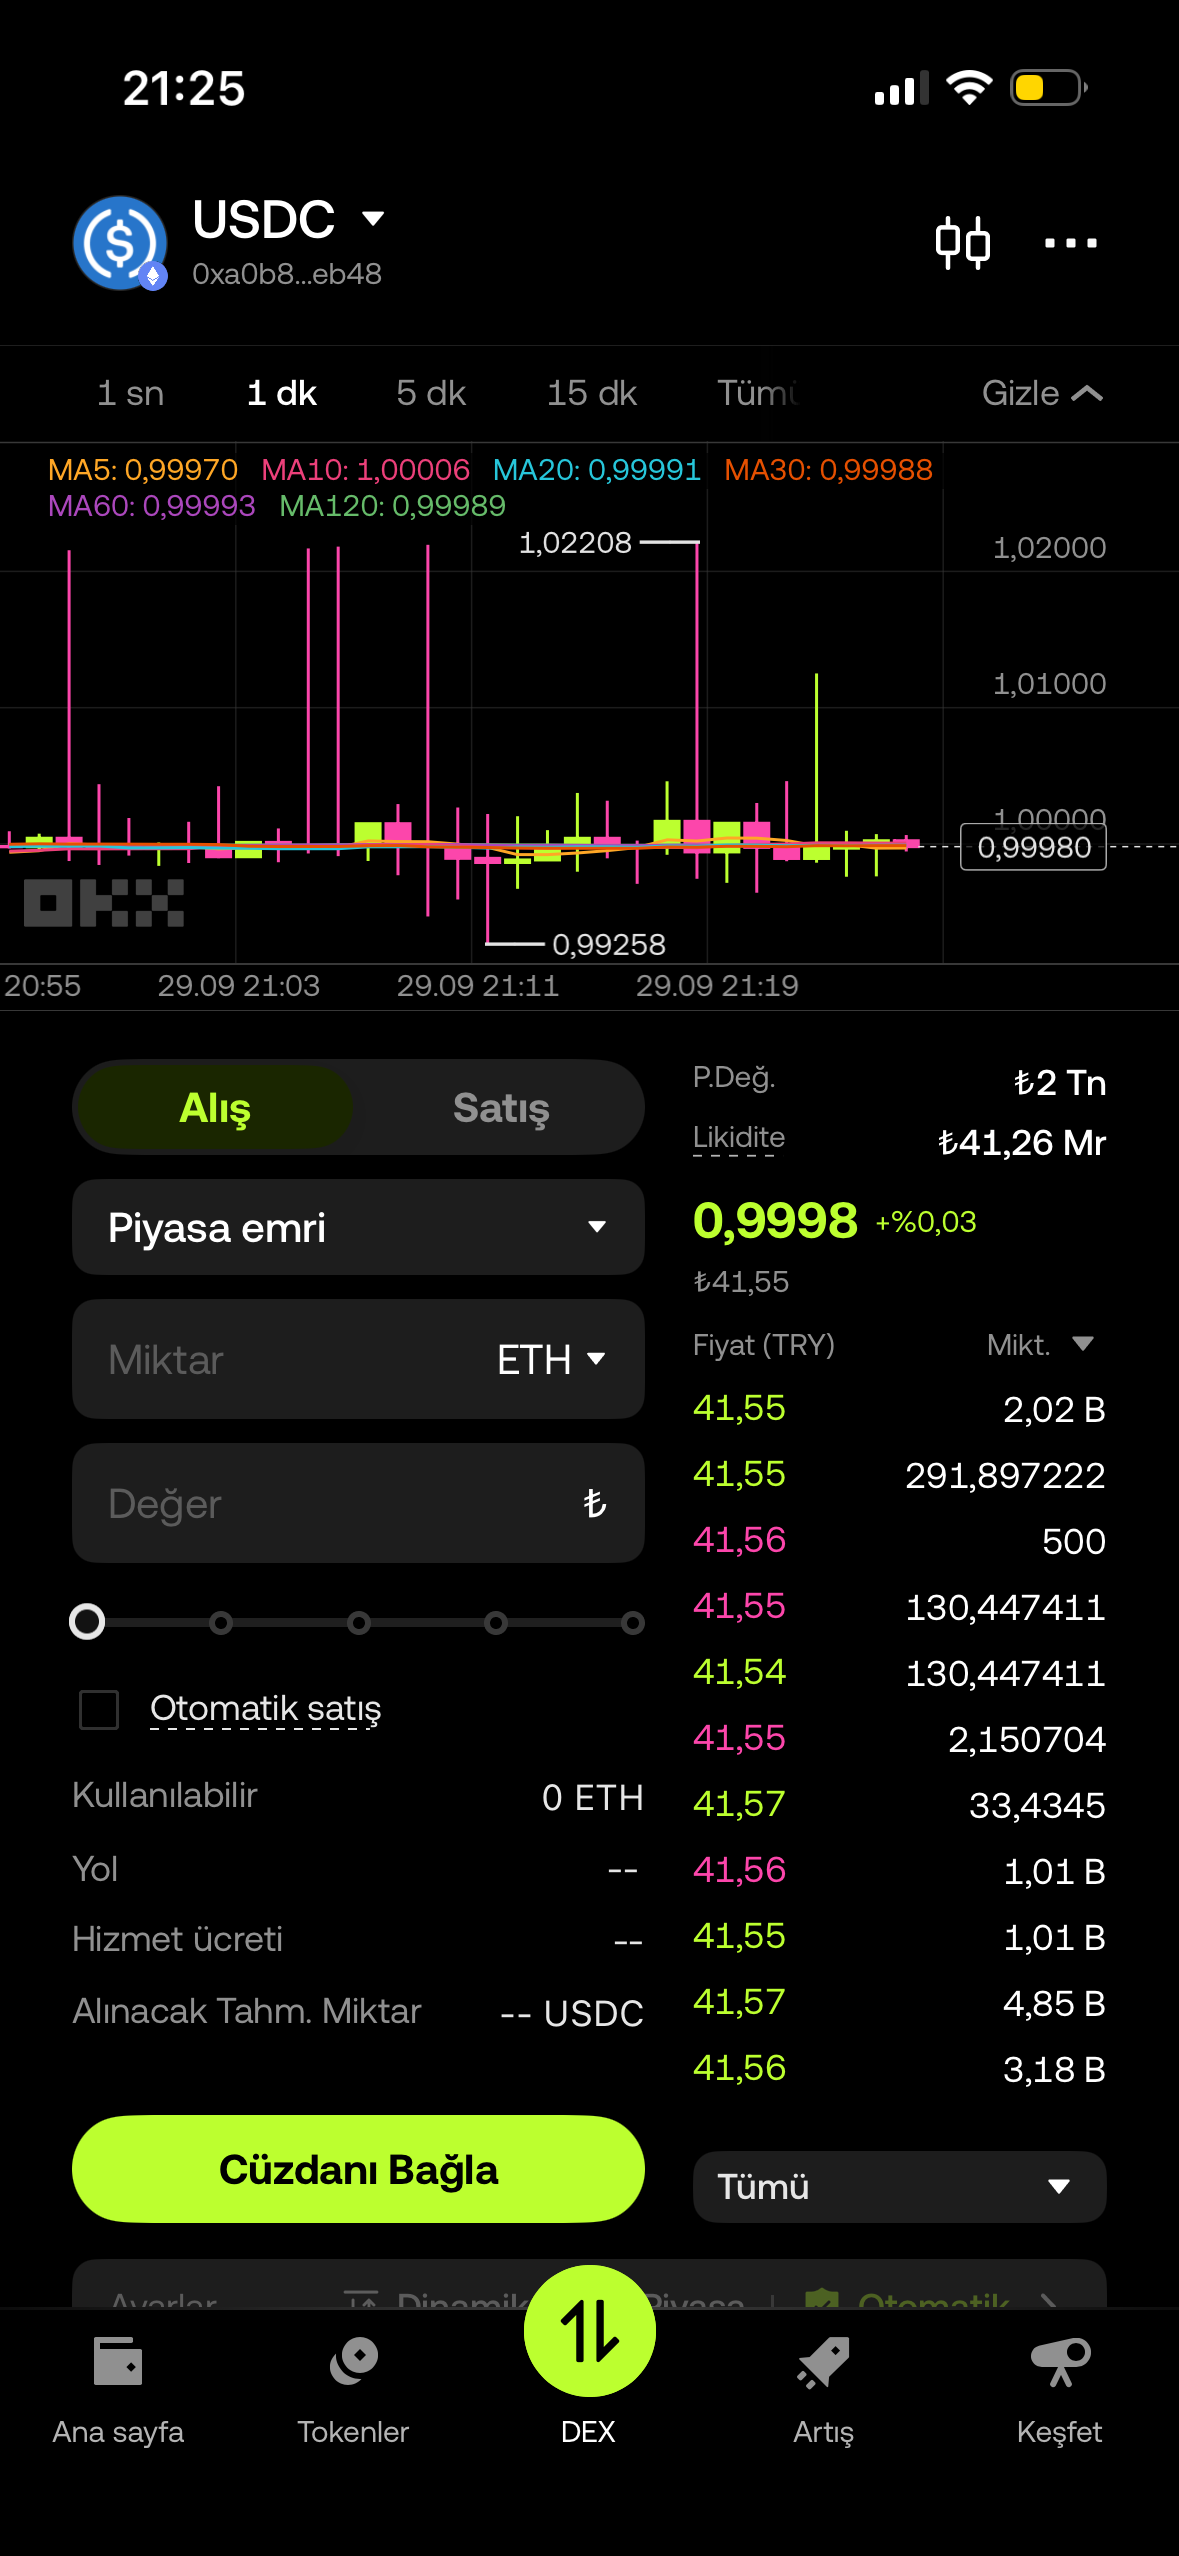 21:25
USDC
0xa0b8...eb48
1 sn 1 dk 5 dk 15 dk Tümü Gizle
MA5: 0,99970 MA10: 1,00006 MA20: 0,99991 MA30: 0,99988
MA60: 0,99993 MA120: 0,99989
1,02208
1,02000
1,01000
1,00000
0,99980
OKX
0,99258
20:55 29.09 21:03 29.09 21:11 29.09 21:19
Alış Satış
Piyasa emri
Miktar ETH
Değer ₺
Otomatik satış
Kullanılabilir 0 ETH
Yol --
Hizmet ücreti --
Alınacak Tahm. Miktar -- USDC
Cüzdanı Bağla
P.Değ. ₺2 Tn
Likidite ₺41,26 Mr
0,9998 +%0,03
₺41,55
Fiyat (TRY) Mikt.
41,55 2,02 B
41,55 291,897222
41,56 500
41,55 130,447411
41,54 130,447411
41,55 2,150704
41,57 33,4345
41,56 1,01 B
41,55 1,01 B
41,57 4,85 B
41,56 3,18 B
Tümü
Ayarlar Dinamik Piyasa | Otomatik
Ana sayfa Tokenler DEX Artış Keşfet